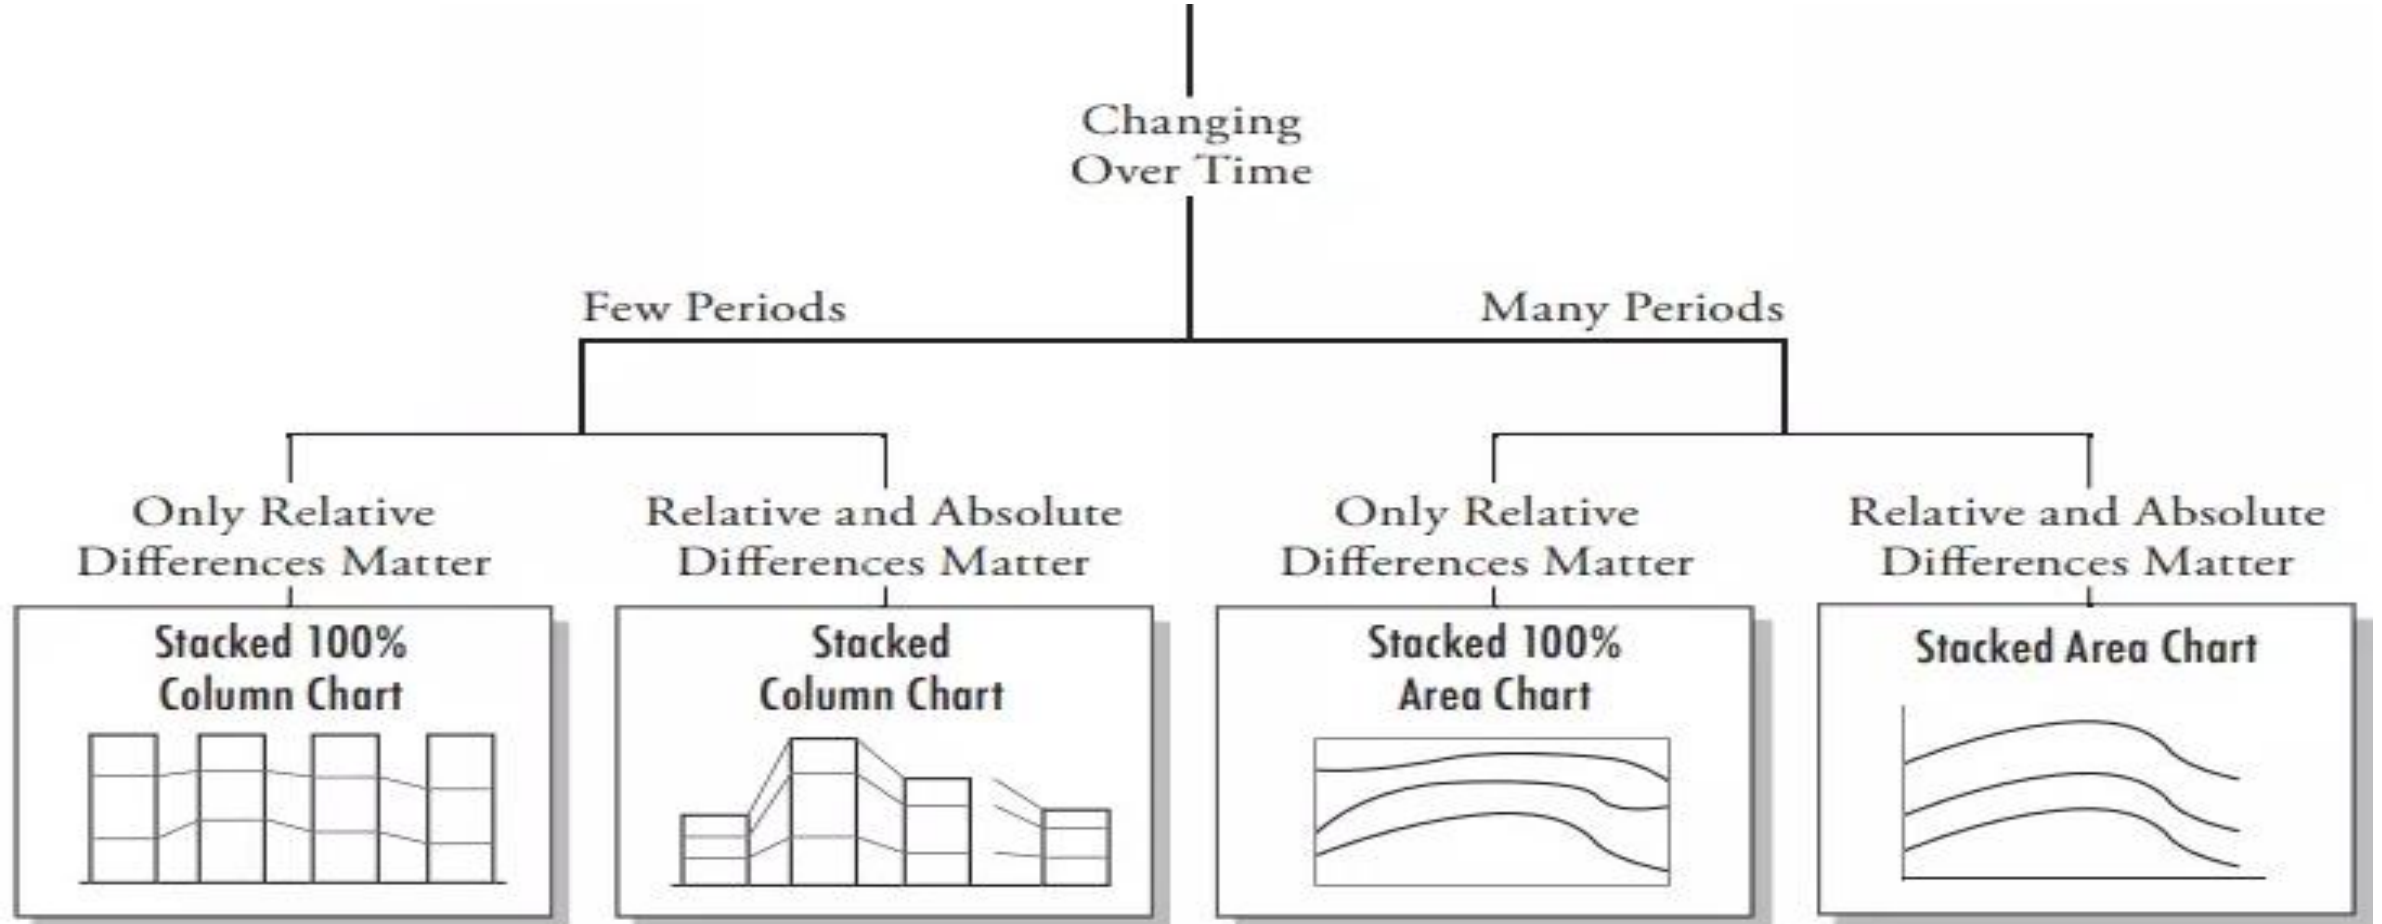 Changing
Over Time
Few Periods
Many Periods
Only Relative
Differences Matter
Relative and Absolute
Differences Matter
Only Relative
Differences Matter
Relative and Absolute
Differences Matter
Stacked 100%
Column Chart
Stacked
Column Chart
Stacked 100%
Area Chart
Stacked Area Chart